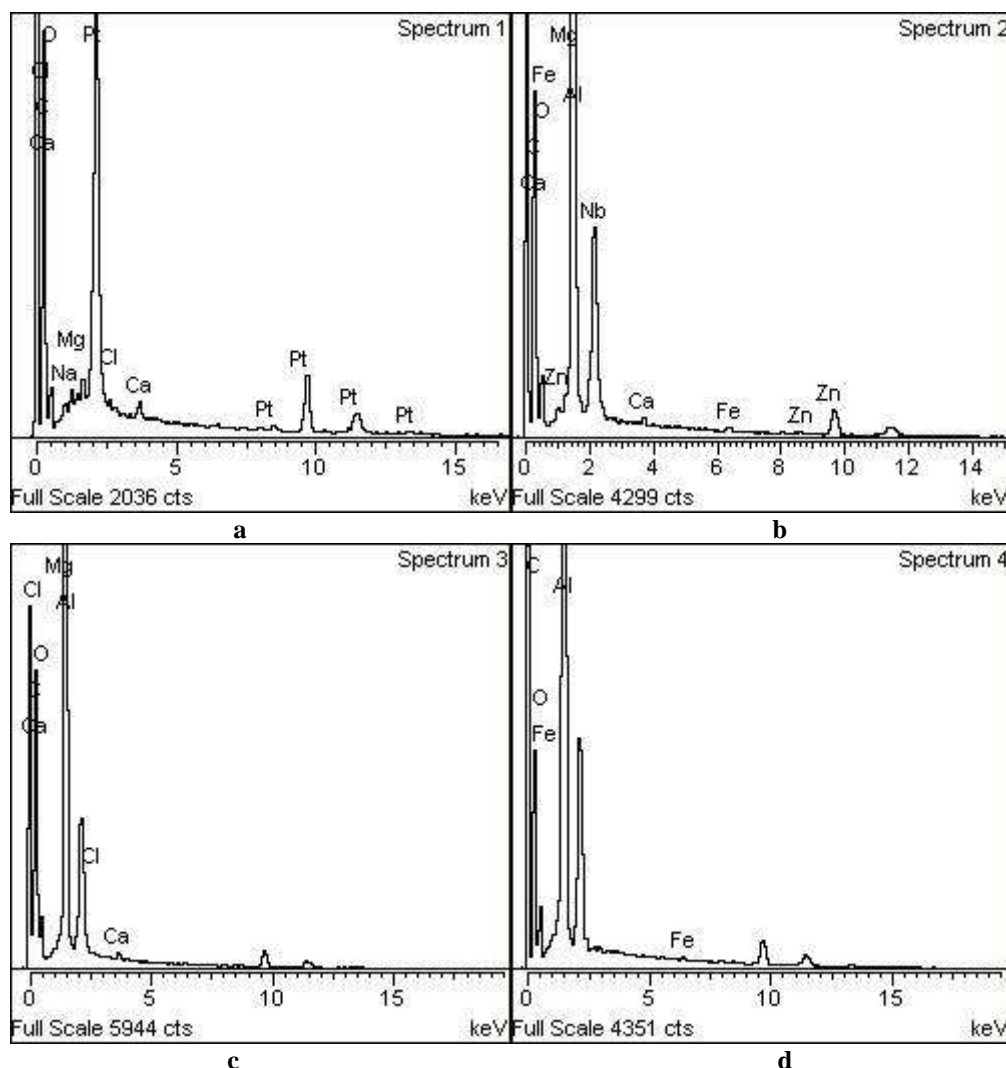 Spectrum 1
O
Pt
Cl
C
Ca
Mg
Na
Cl
Ca
Pt
Pt
Pt
Pt
0 5 10 15
Full Scale 2036 cts keV
a
Spectrum 2
Mg
Fe
Al
O
C
Ca
Nb
Zn
Ca
Fe
Zn
Zn
0 2 4 6 8 10 12 14
Full Scale 4299 cts keV
b
Spectrum 3
Mg
Cl
Al
O
C
Ca
Cl
Ca
0 5 10 15
Full Scale 5944 cts keV
c
Spectrum 4
C
Al
O
Fe
Fe
0 5 10 15
Full Scale 4351 cts keV
d